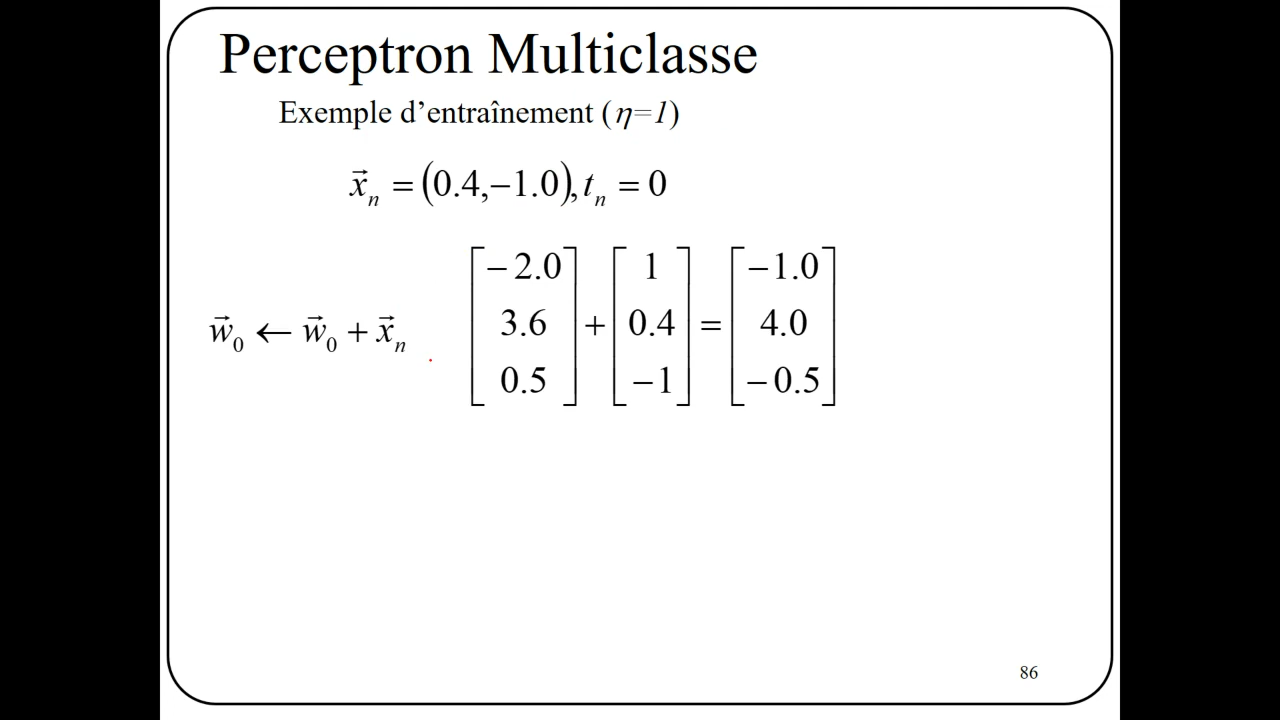 Perceptron Multiclasse
Exemple d’entraînement ( η=1)
x⃗ₙ = (0.4,−1.0), tₙ = 0
w⃗₀ ← w⃗₀ + x⃗ₙ
[−2.0 3.6 0.5] + [1 0.4 −1] = [−1.0 4.0 −0.5]
86